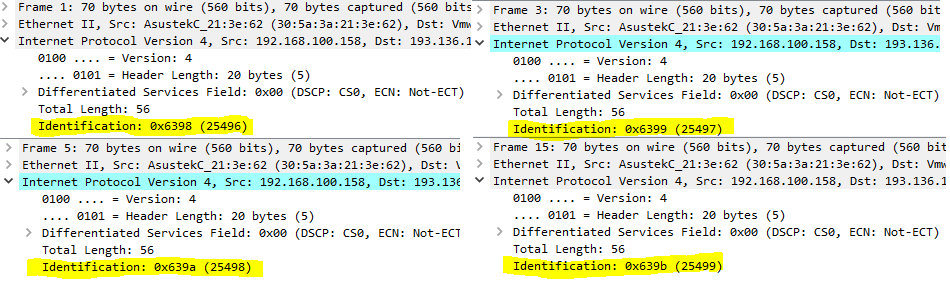 Frame 1: 70 bytes on wire (560 bits), 70 bytes captured (560
Ethernet II, Src: AsustekC_21:3e:62 (30:5a:3a:21:3e:62), Dst: Vmw
Internet Protocol Version 4, Src: 192.168.100.158, Dst: 193.136.1
0100 .... = Version: 4
.... 0101 = Header Length: 20 bytes (5)
Differentiated Services Field: 0x00 (DSCP: CS0, ECN: Not-ECT)
Total Length: 56
Identification: 0x6398 (25496)
Frame 3: 70 bytes on wire (560 bits), 70 bytes captured (560 b
Ethernet II, Src: AsustekC_21:3e:62 (30:5a:3a:21:3e:62), Dst: Vmw
Internet Protocol Version 4, Src: 192.168.100.158, Dst: 193.136.
0100 .... = Version: 4
.... 0101 = Header Length: 20 bytes (5)
Differentiated Services Field: 0x00 (DSCP: CS0, ECN: Not-ECT)
Total Length: 56
Identification: 0x6399 (25497)
Frame 5: 70 bytes on wire (560 bits), 70 bytes captured (560 bi
Ethernet II, Src: AsustekC_21:3e:62 (30:5a:3a:21:3e:62), Dst: V
Internet Protocol Version 4, Src: 192.168.100.158, Dst: 193.136
0100 .... = Version: 4
.... 0101 = Header Length: 20 bytes (5)
Differentiated Services Field: 0x00 (DSCP: CS0, ECN: Not-ECT
Total Length: 56
Identification: 0x639a (25498)
Frame 15: 70 bytes on wire (560 bits), 70 bytes captured (560
Ethernet II, Src: AsustekC_21:3e:62 (30:5a:3a:21:3e:62), Dst: Vmw
Internet Protocol Version 4, Src: 192.168.100.158, Dst: 193.136.1
0100 .... = Version: 4
.... 0101 = Header Length: 20 bytes (5)
Differentiated Services Field: 0x00 (DSCP: CS0, ECN: Not-ECT)
Total Length: 56
Identification: 0x639b (25499)